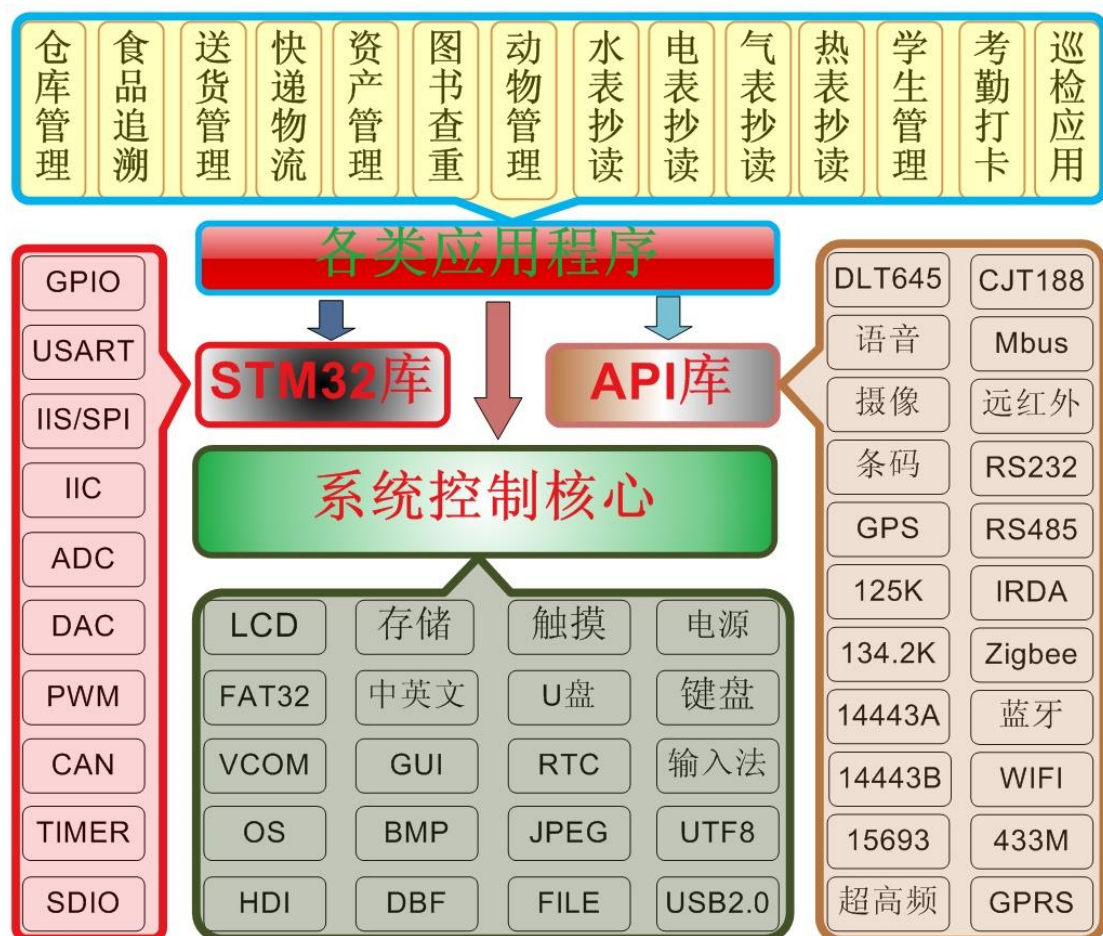 仓库管理
食品追溯
送货管理
快递物流
资产管理
图书查重
动物管理
水表抄读
电表抄读
气表抄读
热表抄读
学生管理
考勤打卡
巡检应用
各类应用程序
GPIO
USART
IIS/SPI
IIC
ADC
DAC
PWM
CAN
TIMER
SDIO
STM32库
API库
系统控制核心
LCD 存储 触摸 电源
FAT32 中英文 U盘 键盘
VCOM GUI RTC 输入法
OS BMP JPEG UTF8
HDI DBF FILE USB2.0
DLT645 CJT188
语音 Mbus
摄像 远红外
条码 RS232
GPS RS485
125K IRDA
134.2K Zigbee
14443A 蓝牙
14443B WIFI
15693 433M
超高频 GPRS